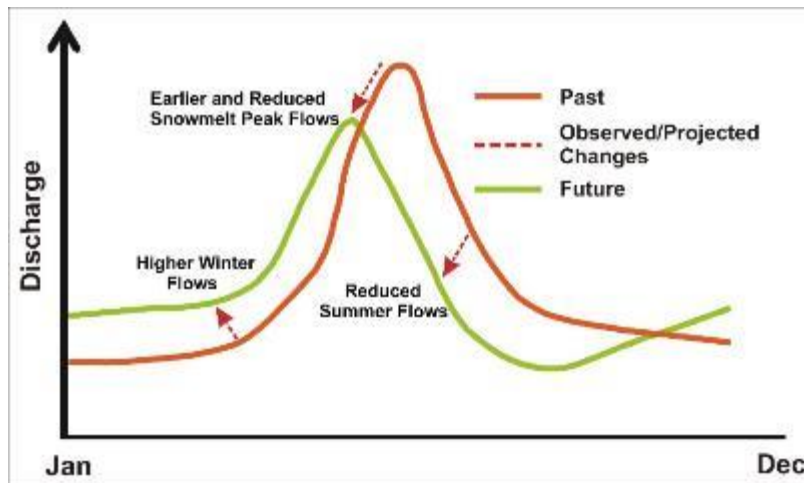 Earlier and Reduced
Snowmelt Peak Flows
Past
Observed/Projected
Changes
Future
Discharge
Higher Winter
Flows
Reduced
Summer Flows
Jan
Dec